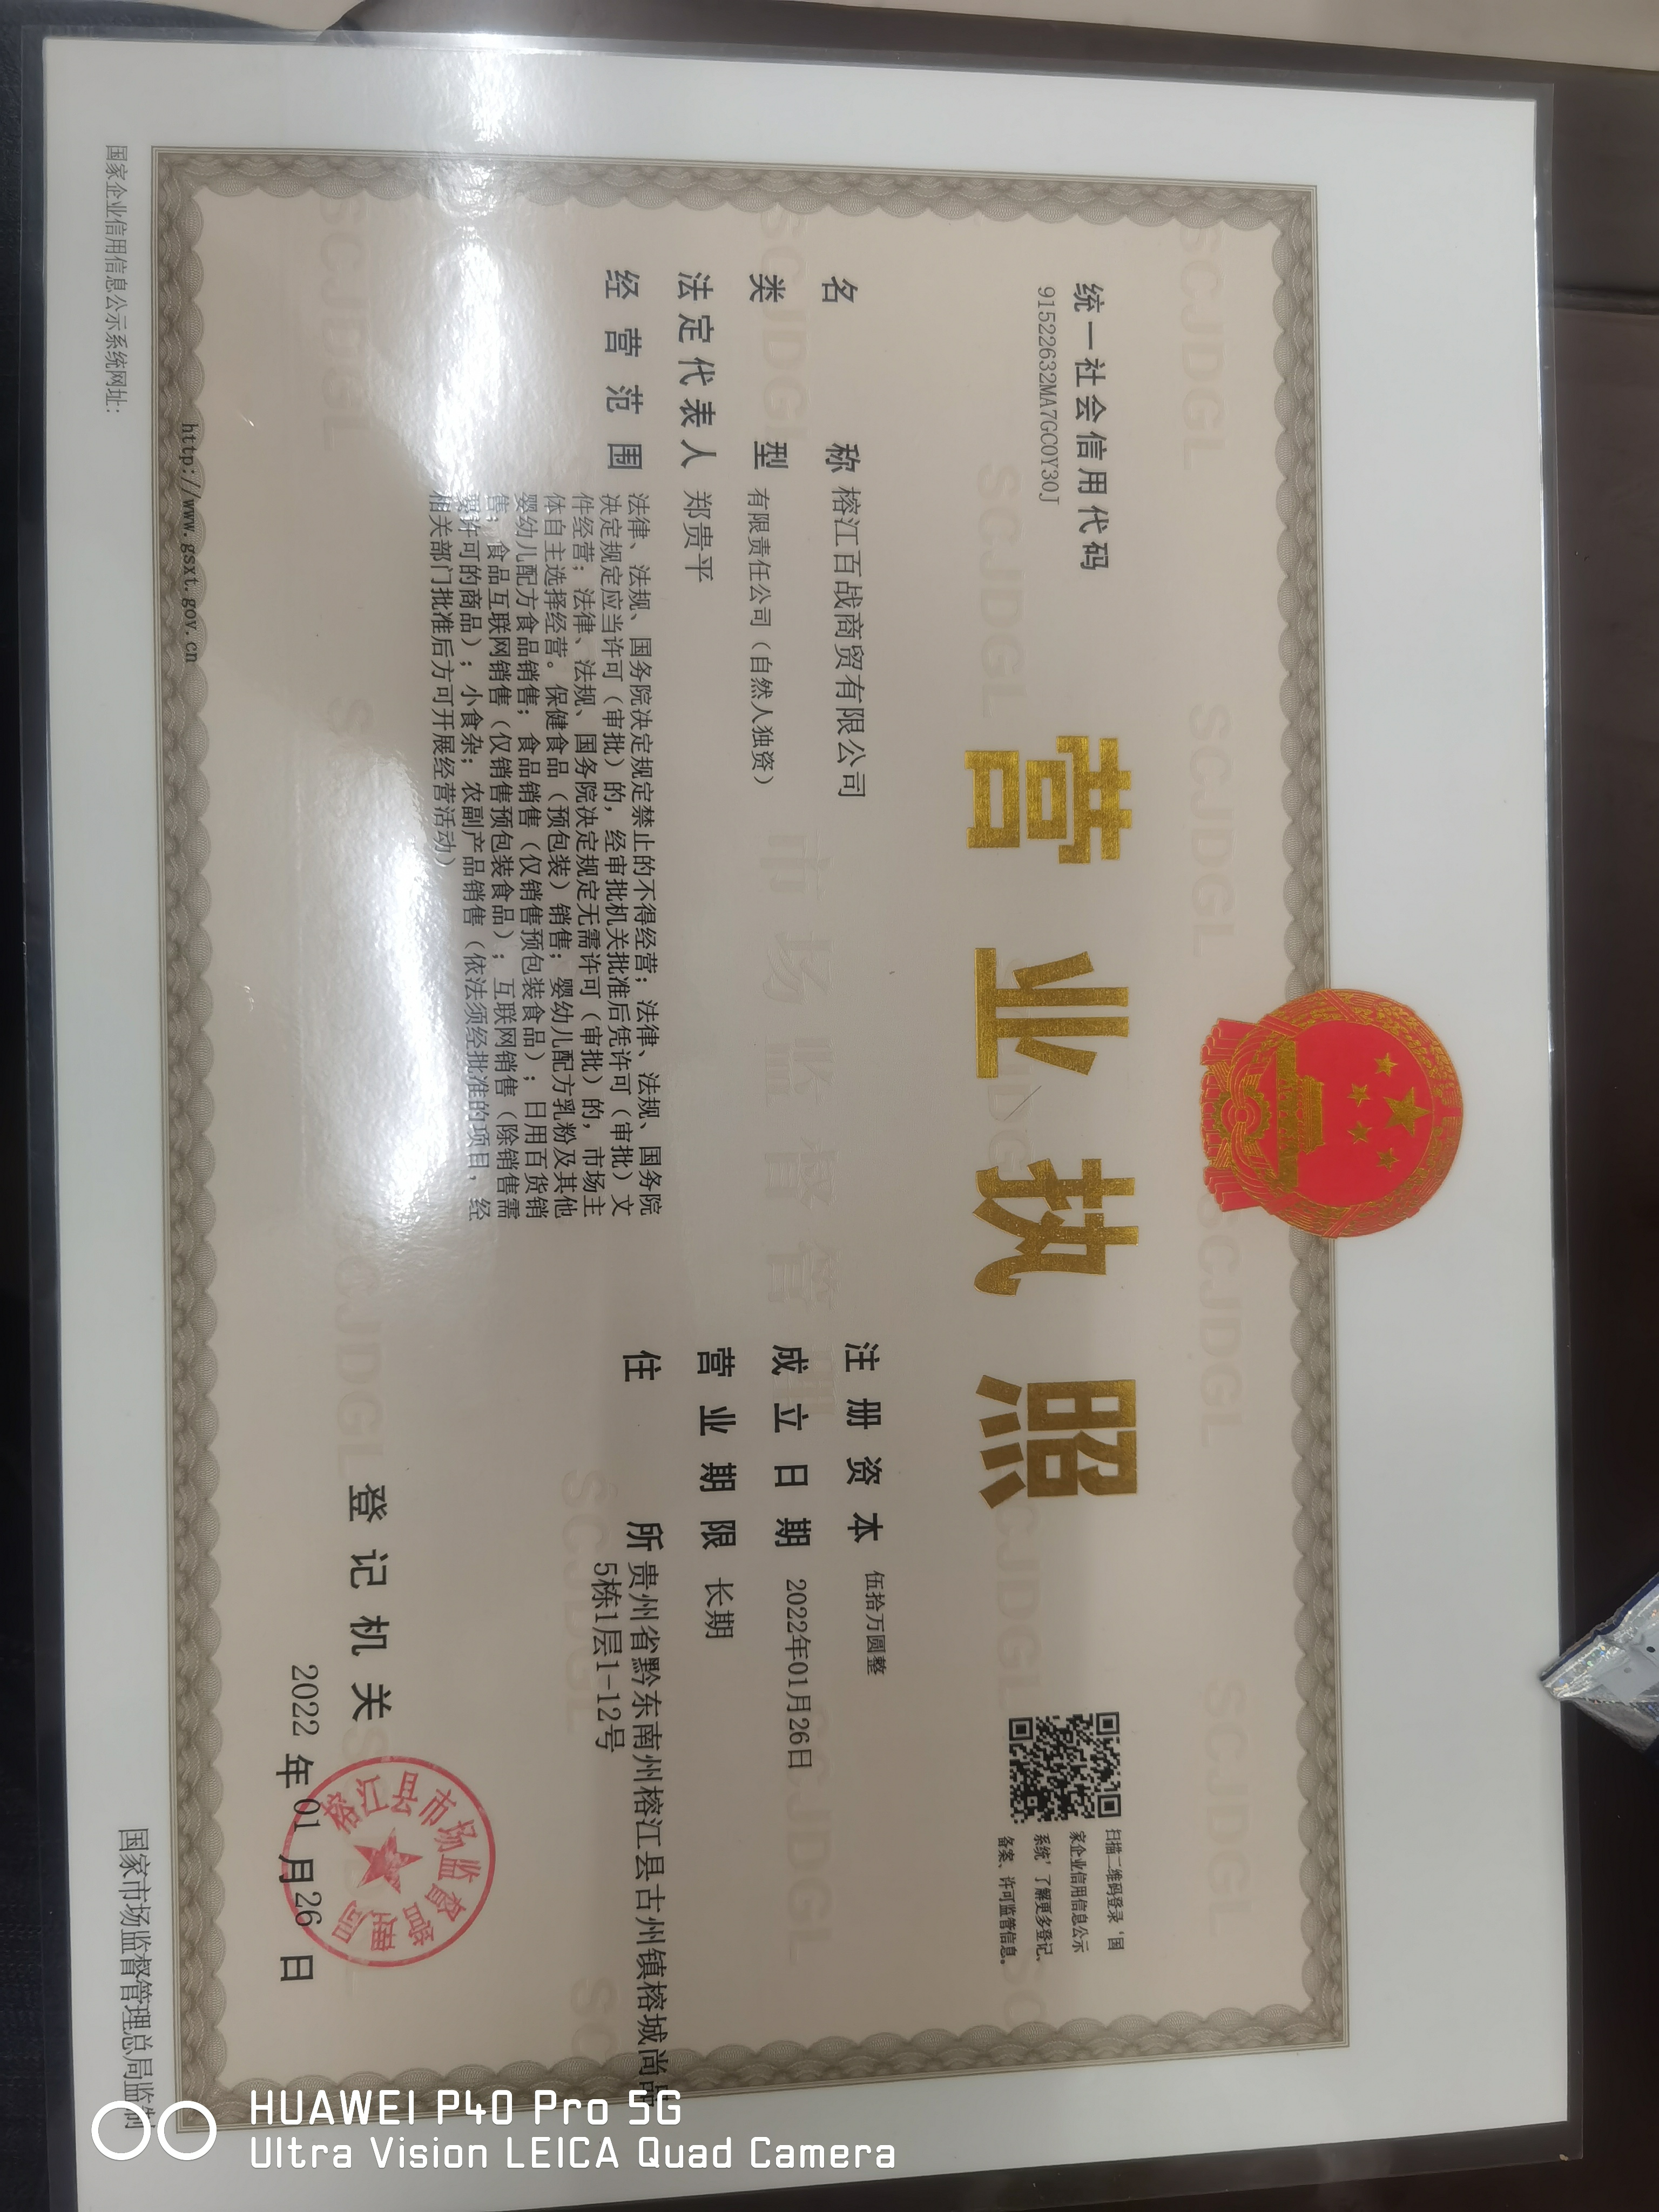 营业执照
统一社会信用代码
91522632MA7GC0Y30J
扫描二维码登录‘国
家企业信用信息公示
系统’了解更多登记、
备案、许可监管信息。
名称 榕江百战商贸有限公司
类型 有限责任公司（自然人独资）
法定代表人 郑贵平
经营范围 法律、法规、国务院决定规定禁止的不得经营；法律、法规、国务院
决定规定应当许可（审批）的，经审批机关批准后凭许可（审批）文
件经营；法律、法规、国务院决定规定无需许可（审批）的，市场主
体自主选择经营。保健食品（预包装）销售；婴幼儿配方乳粉及其他
婴幼儿配方食品销售；食品销售（仅销售预包装食品）；日用百货销
售；食品互联网销售（仅销售预包装食品）；互联网销售（除销售需
要许可的商品）；小食杂；农副产品销售（依法须经批准的项目，经
相关部门批准后方可开展经营活动）
注册资本 伍拾万圆整
成立日期 2022年01月26日
营业期限 长期
住所 贵州省黔东南州榕江县古州镇榕城尚品
5栋1层1-12号
登记机关
榕江县市场监督管理局
2022 年 01 月 26 日
http://www.gsxt.gov.cn
国家企业信用信息公示系统网址：
国家市场监督管理总局监制
市场监督管理
SCJDGL
HUAWEI P40 Pro 5G
Ultra Vision LEICA Quad Camera